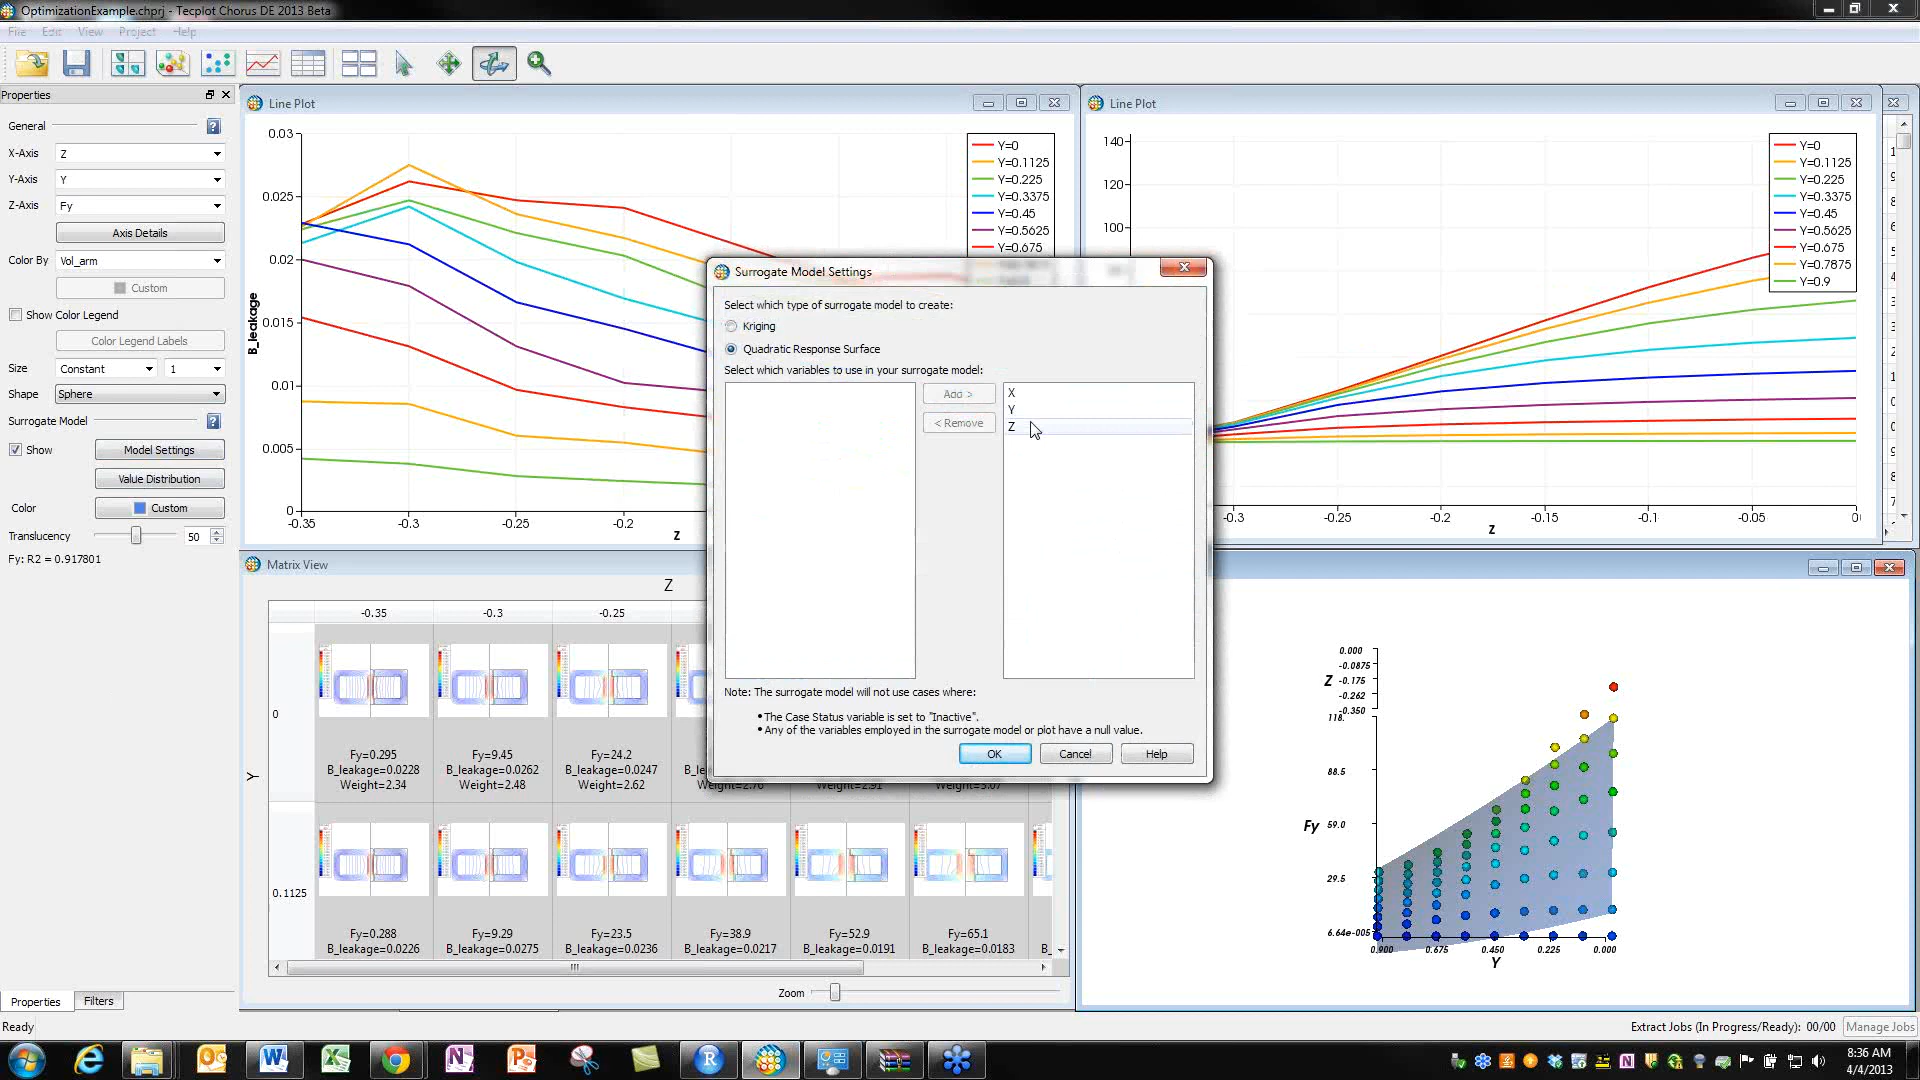 OptimizationExample.chprj - Tecplot Chorus DE 2013 Beta
File Edit View Project Help
Properties
General
X-Axis Z
Y-Axis Y
Z-Axis Fy
Axis Details
Color By Vol_arm
Custom
Show Color Legend
Color Legend Labels
Size Constant 1
Shape Sphere
Surrogate Model
Show Model Settings
Value Distribution
Color Custom
Translucency 50
Fy: R2 = 0.917801
Properties Filters
Ready
Line Plot
0.03
0.025
0.02
0.015
0.01
0.005
0
B_leakage
-0.35 -0.3 -0.25 -0.2
Z
Y=0
Y=0.1125
Y=0.225
Y=0.3375
Y=0.45
Y=0.5625
Y=0.675
Line Plot
140
120
100
-0.3 -0.25 -0.2 -0.15 -0.1 -0.05 0
Z
Y=0
Y=0.1125
Y=0.225
Y=0.3375
Y=0.45
Y=0.5625
Y=0.675
Y=0.7875
Y=0.9
Surrogate Model Settings
Select which type of surrogate model to create:
Kriging
Quadratic Response Surface
Select which variables to use in your surrogate model:
Add >
< Remove
X
Y
Z
Note: The surrogate model will not use cases where:
•The Case Status variable is set to "Inactive".
•Any of the variables employed in the surrogate model or plot have a null value.
OK Cancel Help
Matrix View
Z
-0.35 -0.3 -0.25
Y
0
Fy=0.295 Fy=9.45 Fy=24.2
B_leakage=0.0228 B_leakage=0.0262 B_leakage=0.0247
Weight=2.34 Weight=2.48 Weight=2.62 Weight=2.76 Weight=2.91 Weight=3.07
0.1125
Fy=0.288 Fy=9.29 Fy=23.5 Fy=38.9 Fy=52.9 Fy=65.1
B_leakage=0.0226 B_leakage=0.0275 B_leakage=0.0236 B_leakage=0.0217 B_leakage=0.0191 B_leakage=0.0183
Zoom
Z
0.000
-0.0875
-0.175
-0.262
-0.350
118.
88.5
Fy 59.0
29.5
6.64e-005
0.900 0.675 0.450 0.225 0.000
Y
Extract Jobs (In Progress/Ready): 00/00 Manage Jobs
8:36 AM
4/4/2013